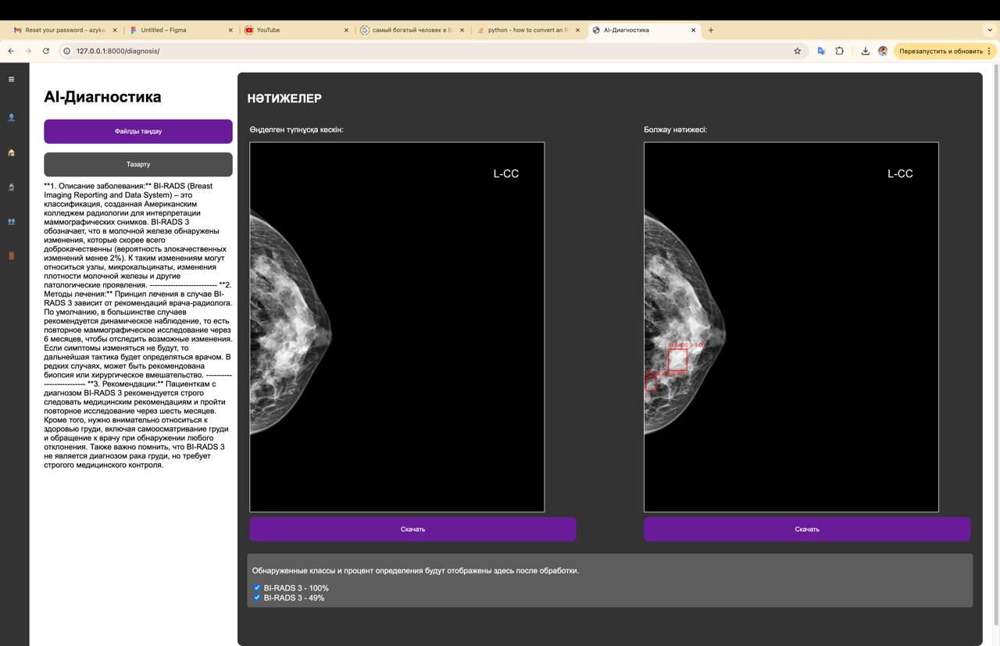 Reset your password - azyka
Untitled – Figma
YouTube
самый богатый человек в В
python - how to convert an R
AI-Диагностика
127.0.0.1:8000/diagnosis/
Перезапустить и обновить
AI-Диагностика
Файлды таңдау
Тазарту
**1. Описание заболевания:** BI-RADS (Breast
Imaging Reporting and Data System) – это
классификация, созданная Американским
колледжем радиологии для интерпретации
маммографических снимков. BI-RADS 3
обозначает, что в молочной железе обнаружены
изменения, которые скорее всего
доброкачественны (вероятность злокачественных
изменений менее 2%). К таким изменениям могут
относиться узлы, микрокальцинаты, изменения
плотности молочной железы и другие
патологические проявления. -------------------------- **2.
Методы лечения:** Принцип лечения в случае BI-
RADS 3 зависит от рекомендаций врача-радиолога.
По умолчанию, в большинстве случаев
рекомендуется динамическое наблюдение, то есть
повторное маммографическое исследование через
6 месяцев, чтобы отследить возможные изменения.
Если симптомы изменяться не будут, то
дальнейшая тактика будет определяться врачом. В
редких случаях, может быть рекомендована
биопсия или хирургическое вмешательство. ----------
---------------- **3. Рекомендации:** Пациенткам с
диагнозом BI-RADS 3 рекомендуется строго
следовать медицинским рекомендациям и пройти
повторное исследование через шесть месяцев.
Кроме того, нужно внимательно относиться к
здоровью груди, включая самоосматривание груди
и обращение к врачу при обнаружении любого
отклонения. Также важно помнить, что BI-RADS 3
не является диагнозом рака груди, но требует
строгого медицинского контроля.
НӘТИЖЕЛЕР
Өңделген түпнұсқа кескін:
L-CC
Скачать
Болжау нәтижесі:
L-CC
BI-RADS 3: 1.00
Скачать
Обнаруженные классы и процент определения будут отображены здесь после обработки.
BI-RADS 3 - 100%
BI-RADS 3 - 49%